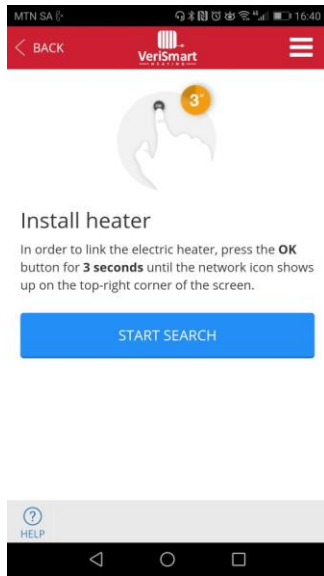 MTN SA 16:40
BACK
VeriSmart
HEATING
3"
Install heater
In order to link the electric heater, press the OK
button for 3 seconds until the network icon shows
up on the top-right corner of the screen.
START SEARCH
?
HELP